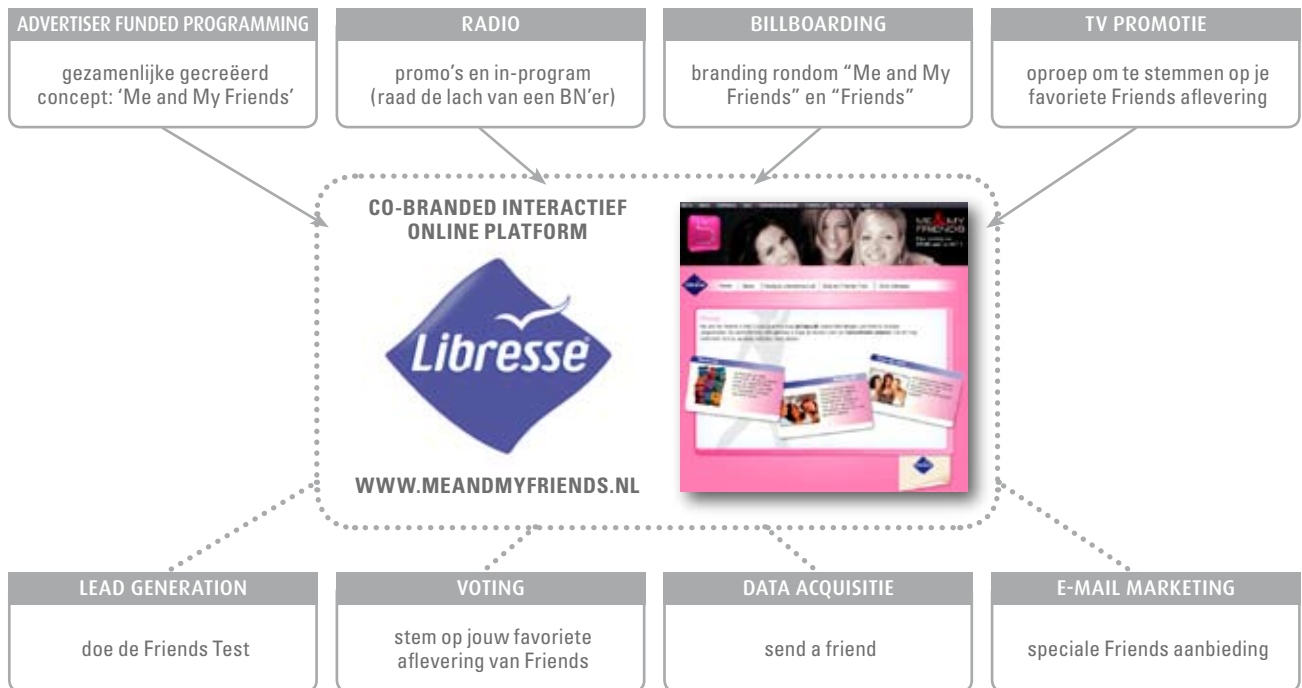 ADVERTISER FUNDED PROGRAMMING
gezamenlijke gecreëerd
concept: ‘Me and My Friends’
RADIO
promo’s en in-program
(raad de lach van een BN’er)
BILLBOARDING
branding rondom “Me and My
Friends” en “Friends”
TV PROMOTIE
oproep om te stemmen op je
favoriete Friends aflevering
CO-BRANDED INTERACTIEF
ONLINE PLATFORM
Libresse
WWW.MEANDMYFRIENDS.NL
ME & MY
FRIENDS
LEAD GENERATION
doe de Friends Test
VOTING
stem op jouw favoriete
aflevering van Friends
DATA ACQUISITIE
send a friend
E-MAIL MARKETING
speciale Friends aanbieding